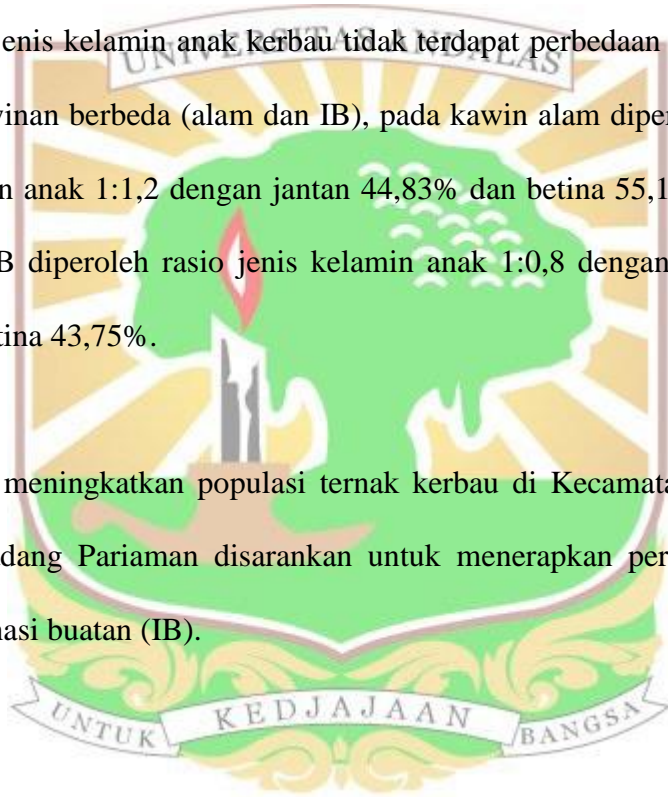 UNIVERSITAS ANDALAS
enis kelamin anak kerbau tidak terdapat perbedaan
vinan berbeda (alam dan IB), pada kawin alam diper
n anak 1:1,2 dengan jantan 44,83% dan betina 55,1
B diperoleh rasio jenis kelamin anak 1:0,8 dengan
tina 43,75%.
meningkatkan populasi ternak kerbau di Kecamata
dang Pariaman disarankan untuk menerapkan per
nasi buatan (IB).
UNTUK KEDJAJAAN BANGSA